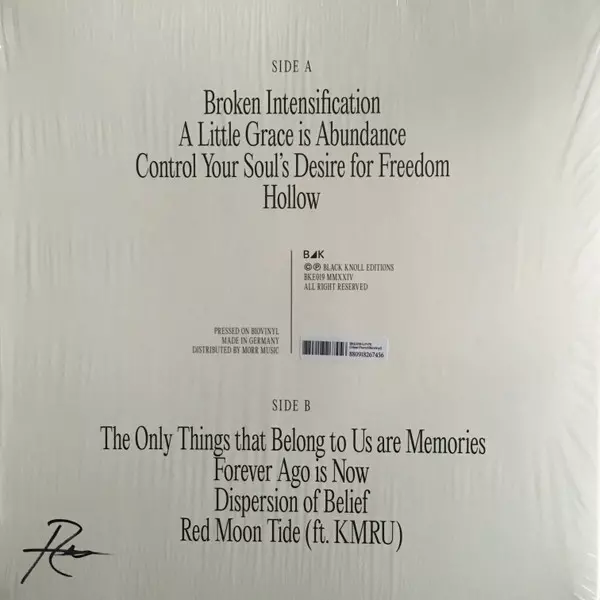 SIDE A
Broken Intensification
A Little Grace is Abundance
Control Your Soul's Desire for Freedom
Hollow
B◢K
© ℗ BLACK KNOLL EDITIONS
BKE019 MMXXIV
ALL RIGHT RESERVED
PRESSED ON BIOVINYL
MADE IN GERMANY
DISTRIBUTED BY MORR MUSIC
SIDE B
The Only Things that Belong to Us are Memories
Forever Ago is Now
Dispersion of Belief
Red Moon Tide (ft. KMRU)